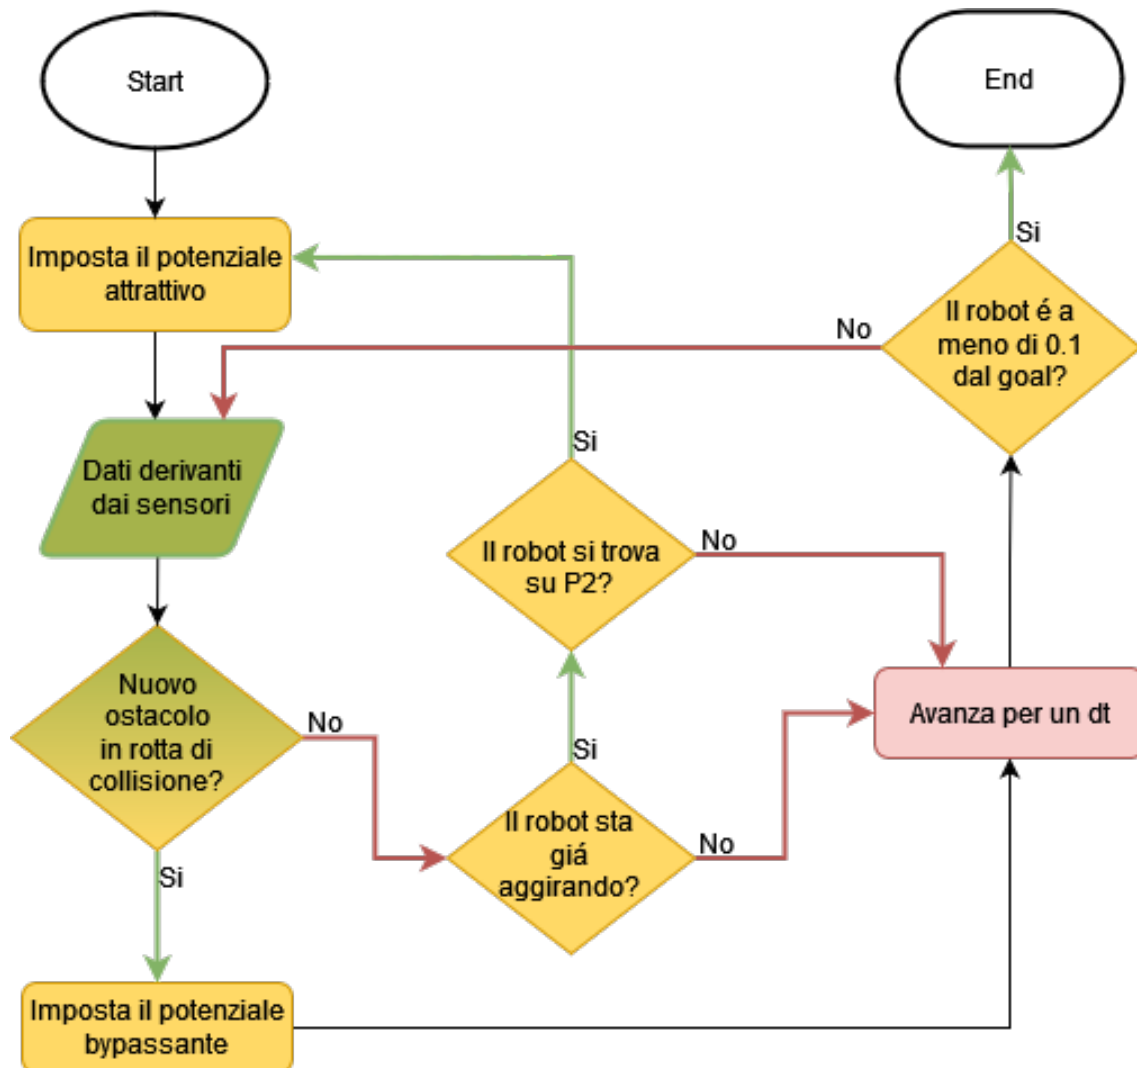 Start
End
Imposta il potenziale
attrattivo
Si
No
Il robot é a
meno di 0.1
dal goal?
Si
Dati derivanti
dai sensori
Il robot si trova
su P2?
No
Nuovo
ostacolo
in rotta di
collisione?
No
Si
Il robot sta
giá
aggirando?
No
Avanza per un dt
Si
Imposta il potenziale
bypassante